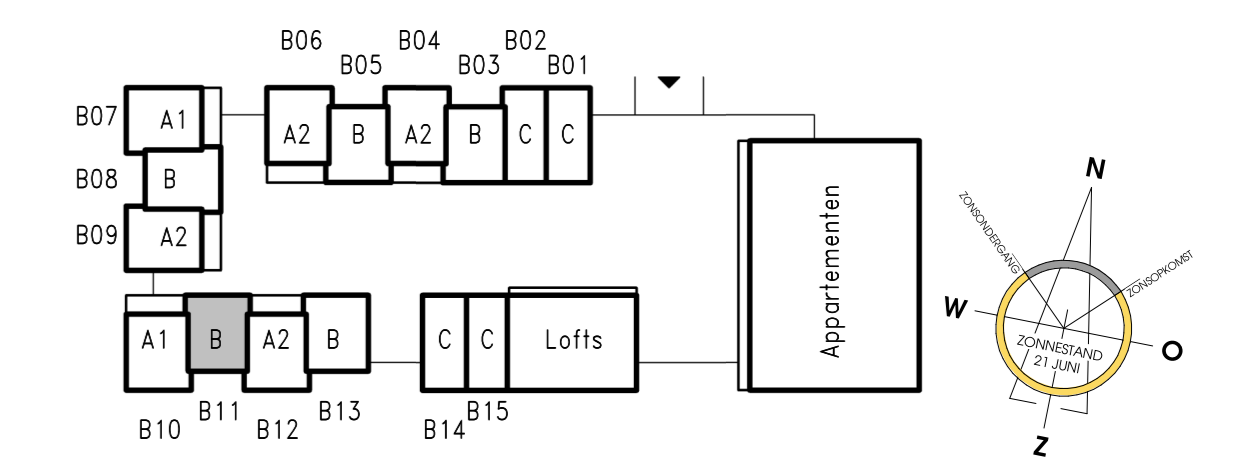 B06
B04
B02
B05
B03
B01
B07
A1
A2
B
A2
B
C
C
B08
B
B09
A2
A1
B
A2
B
C
C
Lofts
B10
B11
B12
B13
B14
B15
Appartementen
N
ZONSONDERGANG
ZONSOPKOMST
W
O
ZONNESTAND
21 JUNI
Z